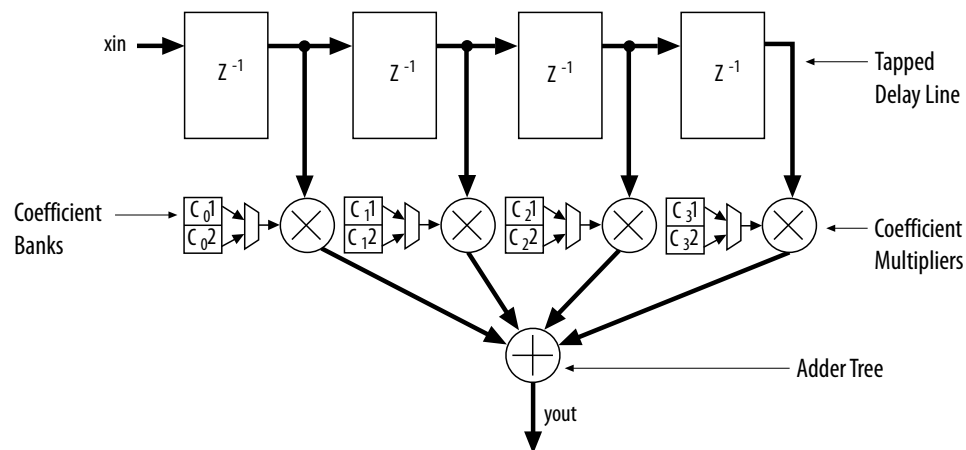 xin
Z -1
Z -1
Z -1
Z -1
Tapped
Delay Line
Coefficient
Banks
C 0 1
C 0 2
C 1 1
C 1 2
C 2 1
C 2 2
C 3 1
C 3 2
Coefficient
Multipliers
Adder Tree
yout